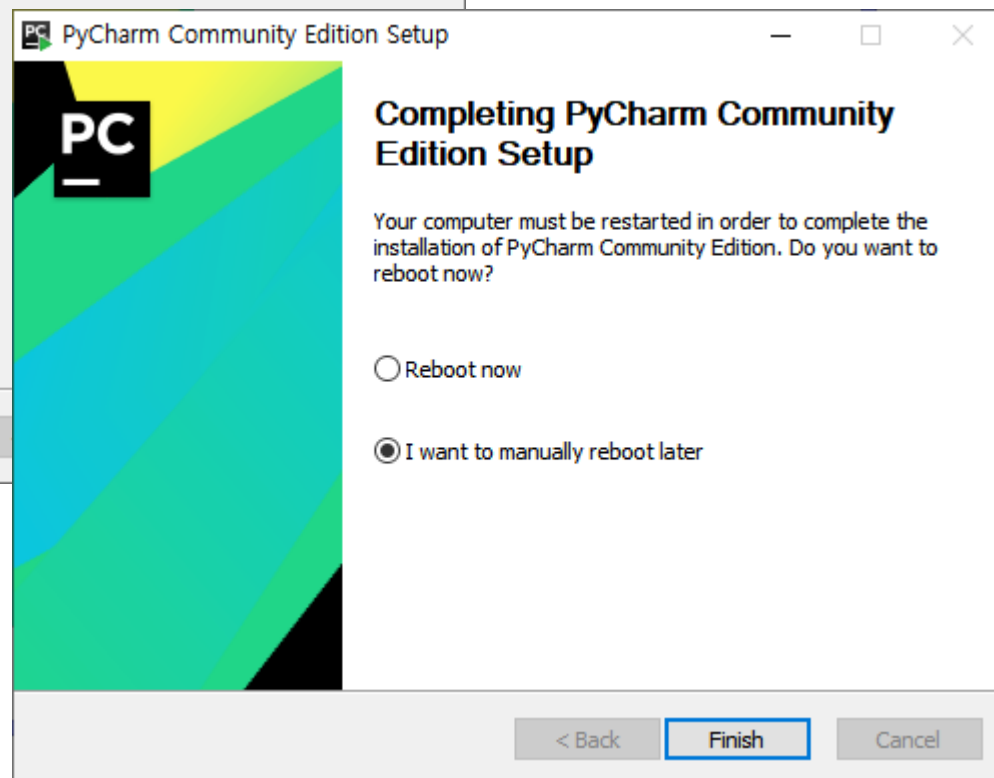 PyCharm Community Edition Setup
PC
Completing PyCharm Community
Edition Setup
Your computer must be restarted in order to complete the
installation of PyCharm Community Edition. Do you want to
reboot now?
Reboot now
I want to manually reboot later
< Back
Finish
Cancel